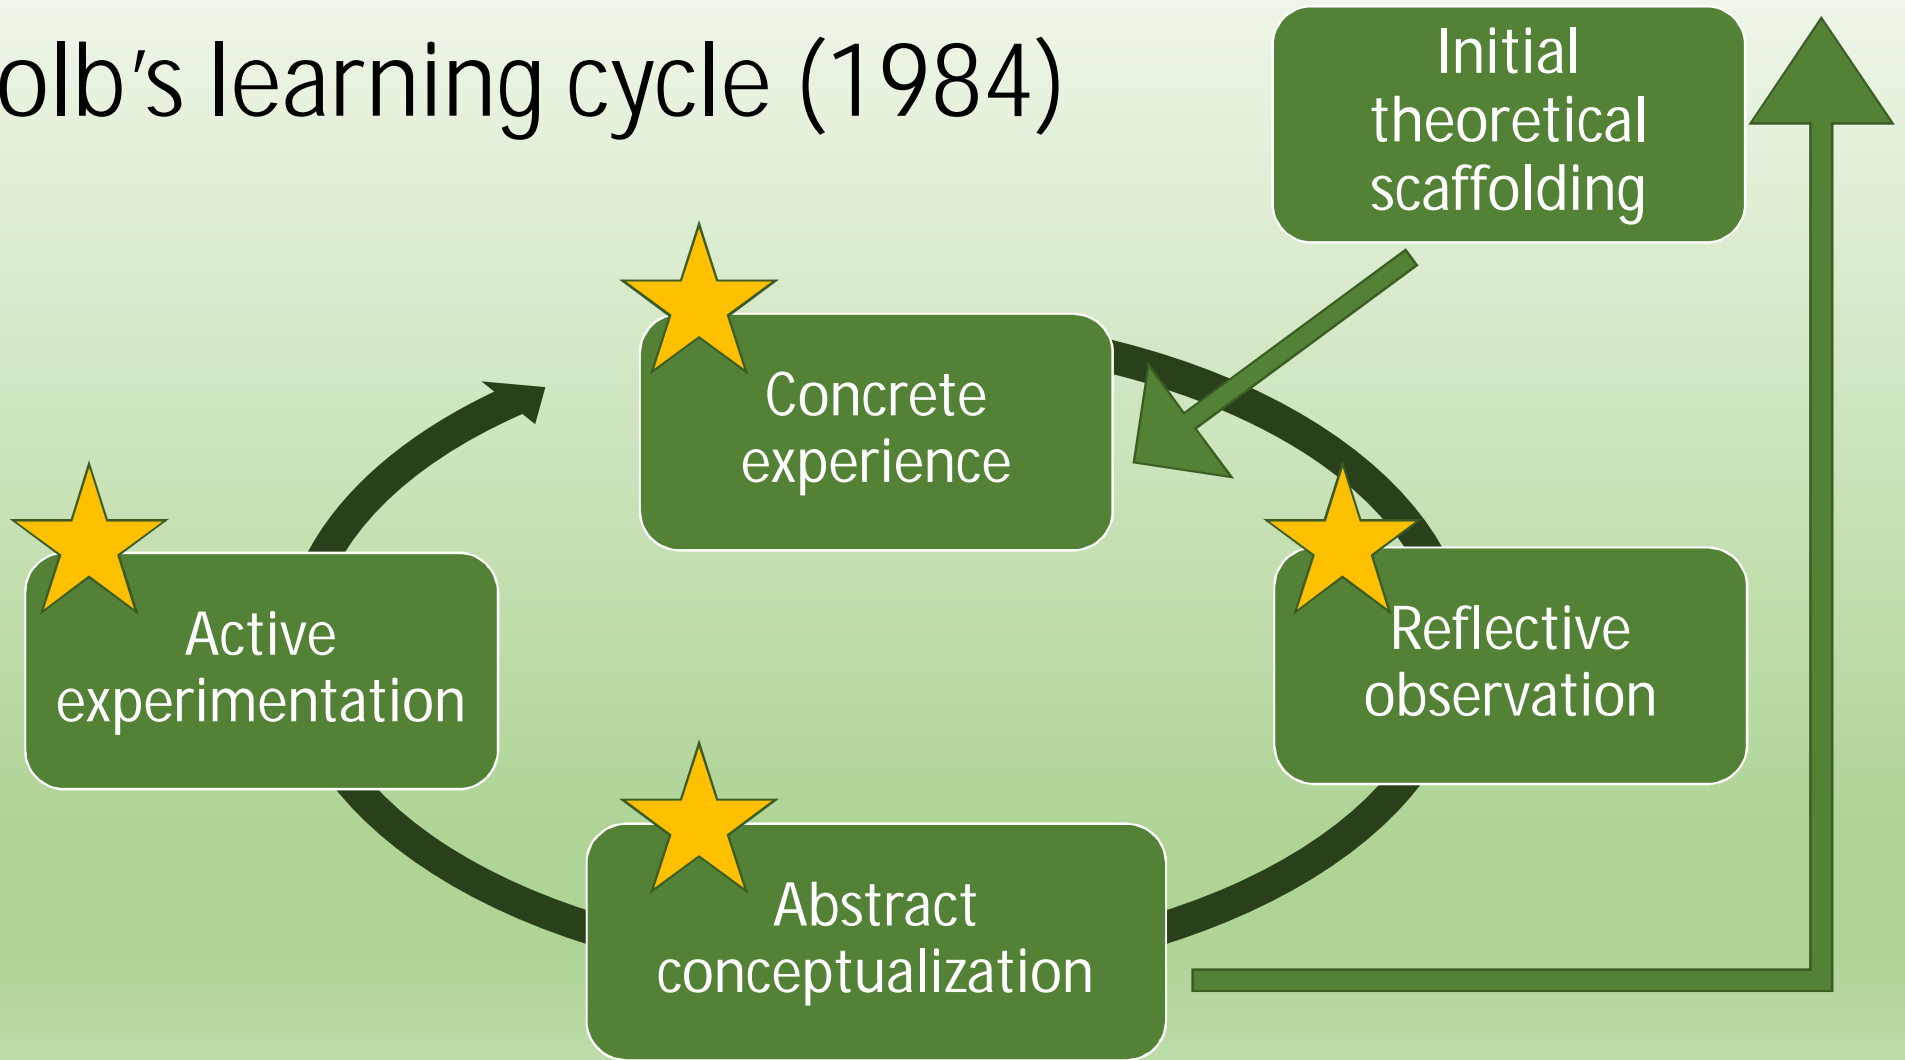 olb's learning cycle (1984)
Initial
theoretical
scaffolding
Concrete
experience
Reflective
observation
Active
experimentation
Abstract
conceptualization